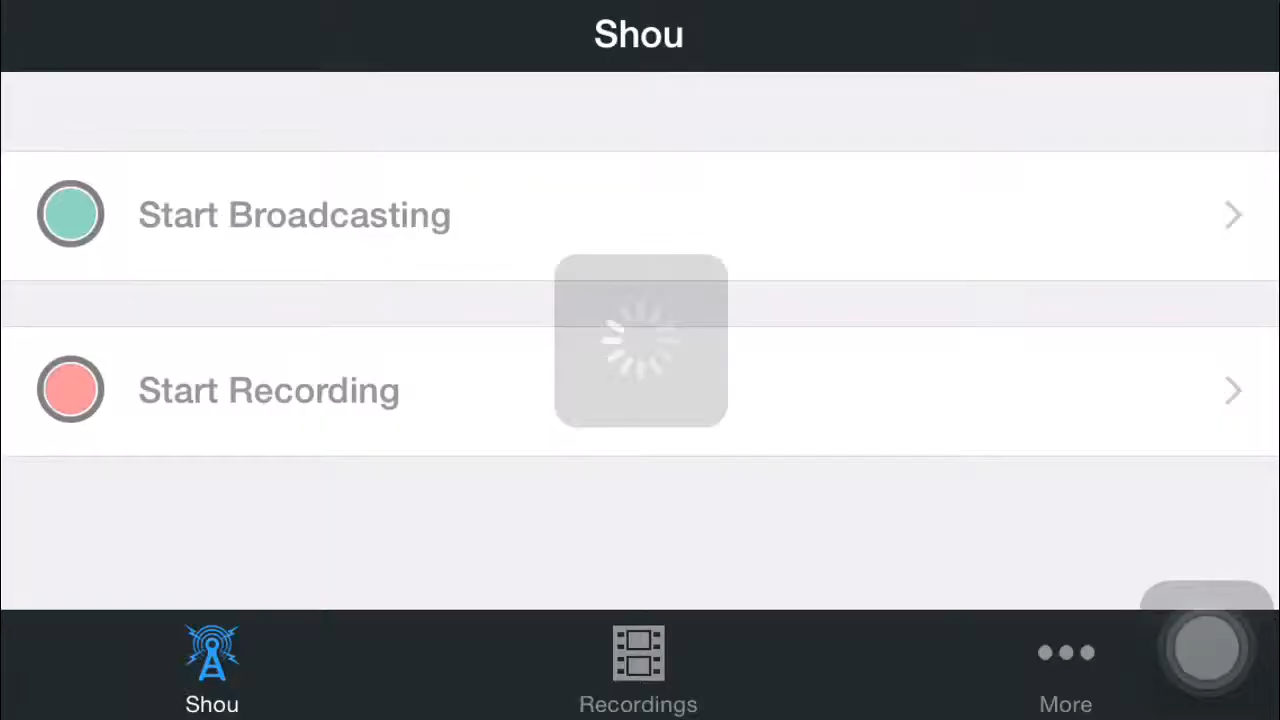 Shou
Start Broadcasting
Start Recording
Shou
Recordings
More